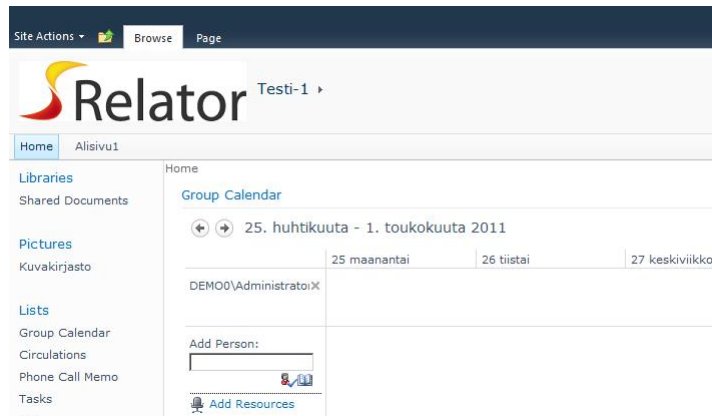 Site Actions Browse Page
Relator Testi-1
Home Alisivu1
Home
Libraries
Shared Documents
Group Calendar
25. huhtikuuta - 1. toukokuuta 2011
Pictures
Kuvakirjasto
25 maanantai 26 tiistai 27 keskiviikko
DEMO0\Administrator
Lists
Group Calendar
Circulations
Phone Call Memo
Tasks
Add Person:
Add Resources